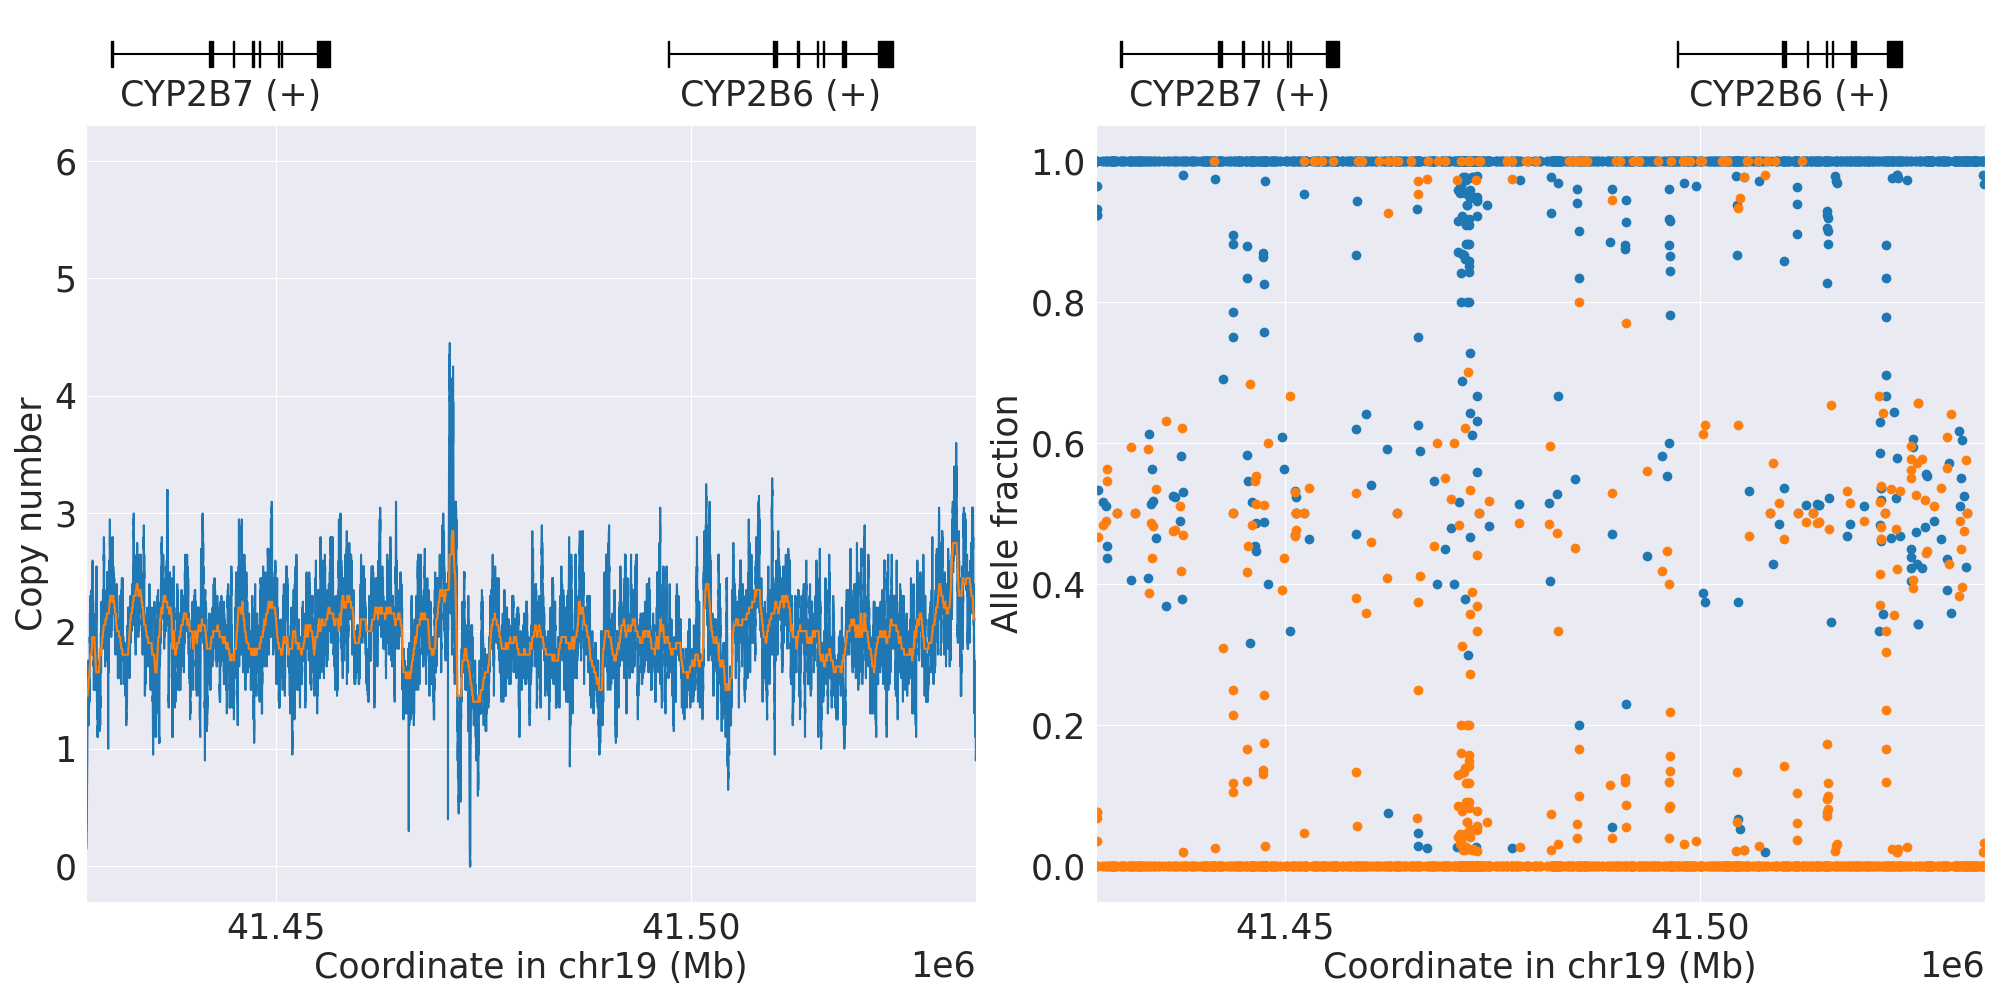 CYP2B7 (+)
CYP2B6 (+)
6
5
4
3
2
1
0
Copy number
41.45
41.50
Coordinate in chr19 (Mb)
1e6
CYP2B7 (+)
CYP2B6 (+)
1.0
0.8
0.6
0.4
0.2
0.0
Allele fraction
41.45
41.50
Coordinate in chr19 (Mb)
1e6